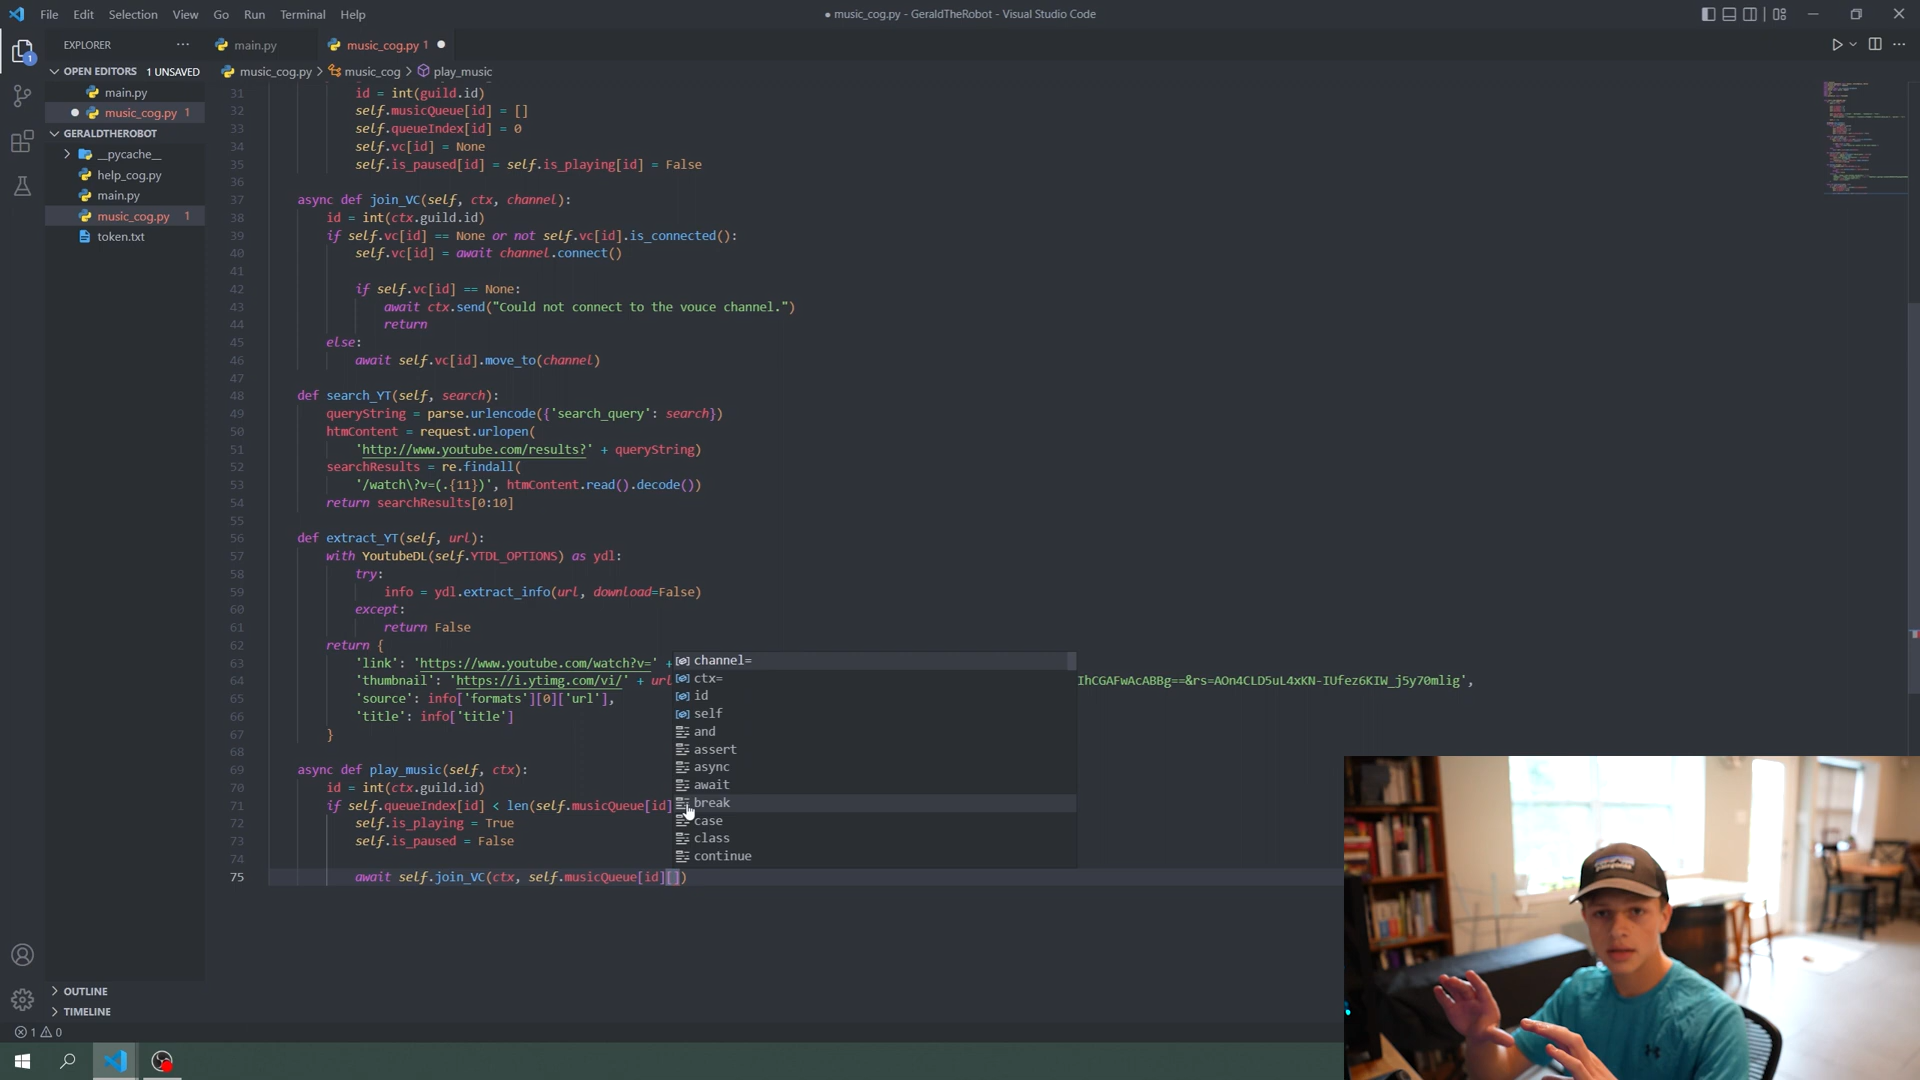 File Edit Selection View Go Run Terminal Help
● music_cog.py - GeraldTheRobot - Visual Studio Code
EXPLORER
main.py
music_cog.py 1
OPEN EDITORS 1 UNSAVED
music_cog.py > music_cog > play_music
main.py
music_cog.py 1
GERALDTHEROBOT
__pycache__
help_cog.py
main.py
music_cog.py 1
token.txt
31 id = int(guild.id)
32 self.musicQueue[id] = []
33 self.queueIndex[id] = 0
34 self.vc[id] = None
35 self.is_paused[id] = self.is_playing[id] = False
36
37 async def join_VC(self, ctx, channel):
38 id = int(ctx.guild.id)
39 if self.vc[id] == None or not self.vc[id].is_connected():
40 self.vc[id] = await channel.connect()
41
42 if self.vc[id] == None:
43 await ctx.send("Could not connect to the vouce channel.")
44 return
45 else:
46 await self.vc[id].move_to(channel)
47
48 def search_YT(self, search):
49 queryString = parse.urlencode({'search_query': search})
50 htmContent = request.urlopen(
51 'http://www.youtube.com/results?' + queryString)
52 searchResults = re.findall(
53 '/watch\?v=(.{11})', htmContent.read().decode())
54 return searchResults[0:10]
55
56 def extract_YT(self, url):
57 with YoutubeDL(self.YTDL_OPTIONS) as ydl:
58 try:
59 info = ydl.extract_info(url, download=False)
60 except:
61 return False
62 return {
63 'link': 'https://www.youtube.com/watch?v=' +
64 'thumbnail': 'https://i.ytimg.com/vi/' + url IhCGAFwAcABBg==&rs=AOn4CLD5uL4xKN-IUfez6KIW_j5y70mlig',
65 'source': info['formats'][0]['url'],
66 'title': info['title']
67 }
68
69 async def play_music(self, ctx):
70 id = int(ctx.guild.id)
71 if self.queueIndex[id] < len(self.musicQueue[id]
72 self.is_playing = True
73 self.is_paused = False
74
75 await self.join_VC(ctx, self.musicQueue[id][])
channel=
ctx=
id
self
and
assert
async
await
break
case
class
continue
OUTLINE
TIMELINE
1 0
1